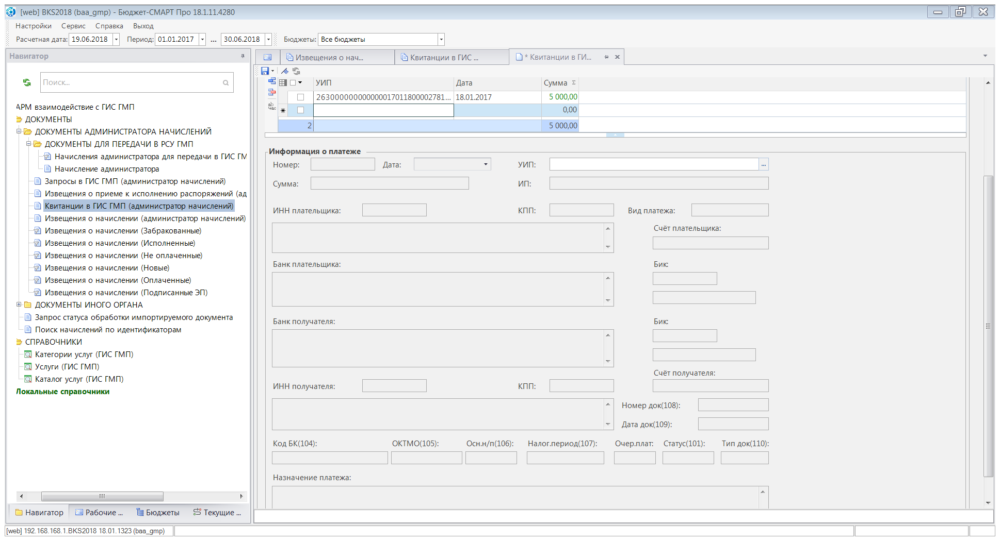 [web] BKS2018 (baa_gmp) - Бюджет-СМАРТ Про 18.1.11.4280
Настройки Сервис Справка Выход
Расчетная дата: 19.06.2018 Период: 01.01.2017 ... 30.06.2018 Бюджеты: Все бюджеты
Навигатор
Поиск...
АРМ взаимодействие с ГИС ГМП
ДОКУМЕНТЫ
ДОКУМЕНТЫ АДМИНИСТРАТОРА НАЧИСЛЕНИЙ
ДОКУМЕНТЫ ДЛЯ ПЕРЕДАЧИ В РСУ ГМП
Начисления администратора для передачи в ГИС ГМ
Начисление администратора
Запросы в ГИС ГМП (администратор начислений)
Извещения о приеме к исполнению распоряжений (ад
Квитанции в ГИС ГМП (администратор начислений)
Извещения о начислении (администратор начислений)
Извещения о начислении (Забракованные)
Извещения о начислении (Исполненные)
Извещения о начислении (Не оплаченные)
Извещения о начислении (Новые)
Извещения о начислении (Оплаченные)
Извещения о начислении (Подписанные ЭП)
ДОКУМЕНТЫ ИНОГО ОРГАНА
Запрос статуса обработки импортируемого документа
Поиск начислений по идентификаторам
СПРАВОЧНИКИ
Категории услуг (ГИС ГМП)
Услуги (ГИС ГМП)
Каталог услуг (ГИС ГМП)
Локальные справочники
Навигатор Рабочие ... Бюджеты Текущие ...
Извещения о нач... Квитанции в ГИС ... * Квитанции в ГИ...
УИП Дата Сумма Σ
2630000000000000017011800002781... 18.01.2017 5 000,00
0,00
2 5 000,00
Информация о платеже
Номер: Дата: УИП: ...
Сумма: ИП:
ИНН плательщика: КПП: Вид платежа:
Счёт плательщика:
Банк плательщика: Бик:
Банк получателя: Бик:
Счёт получателя:
ИНН получателя: КПП:
Номер док(108):
Дата док(109):
Код БК(104): ОКТМО(105): Осн.н/п(106): Налог.период(107): Очер.плат: Статус(101): Тип док(110):
Назначение платежа:
[web] 192.168.168.1.BKS2018 18.01.1323 (baa_gmp)